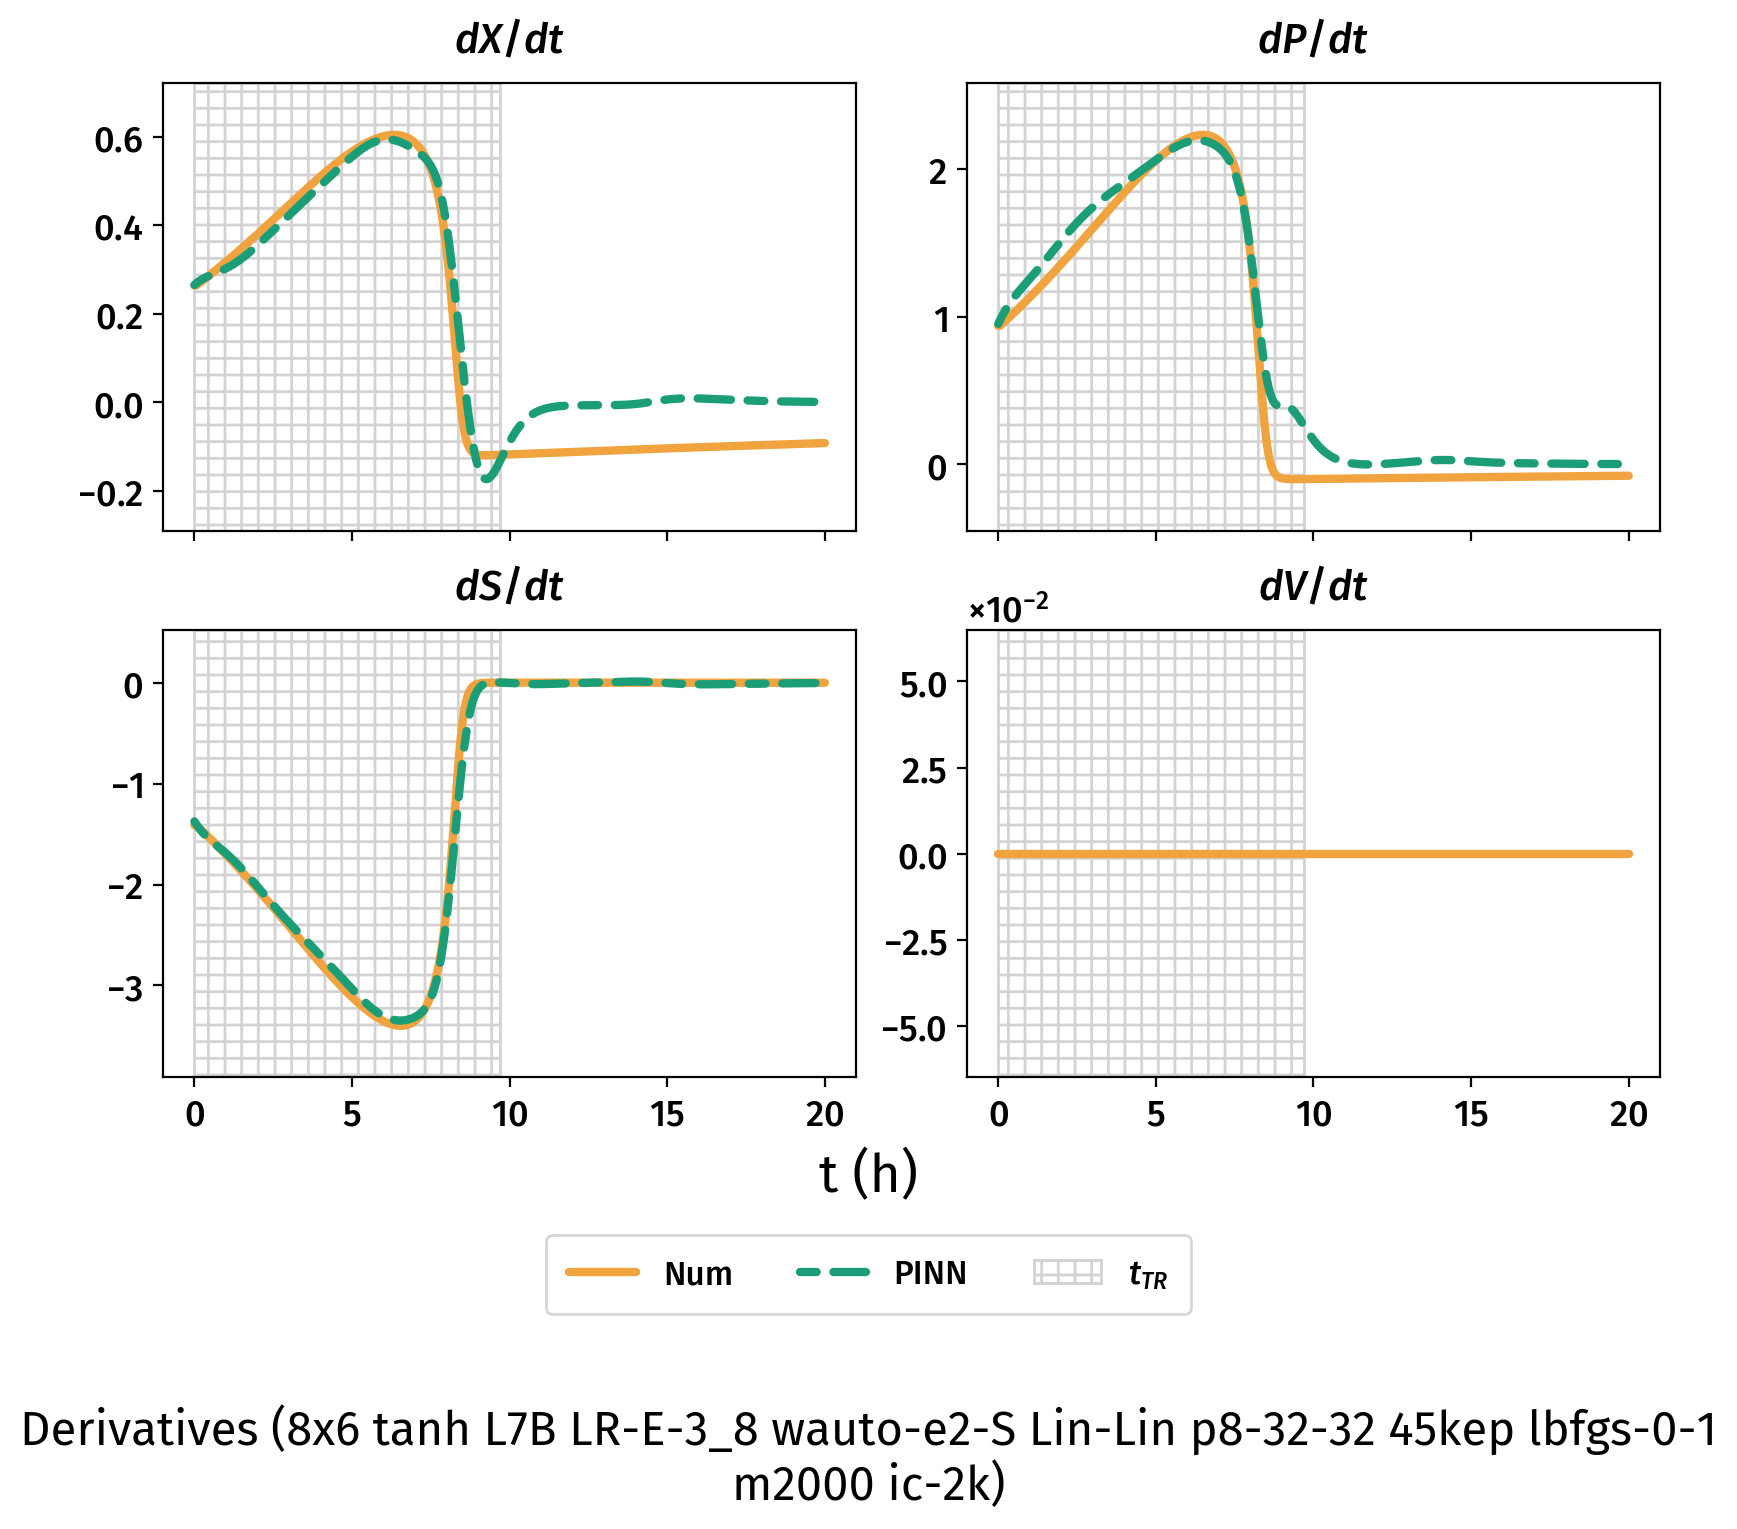 dX/dt
dP/dt
0.6
0.4
0.2
0.0
−0.2
2
1
0
dS/dt
dV/dt
×10⁻²
0
−1
−2
−3
5.0
2.5
0.0
−2.5
−5.0
0 5 10 15 20
0 5 10 15 20
t (h)
Num PINN t_TR
Derivatives (8x6 tanh L7B LR-E-3_8 wauto-e2-S Lin-Lin p8-32-32 45kep lbfgs-0-1
m2000 ic-2k)